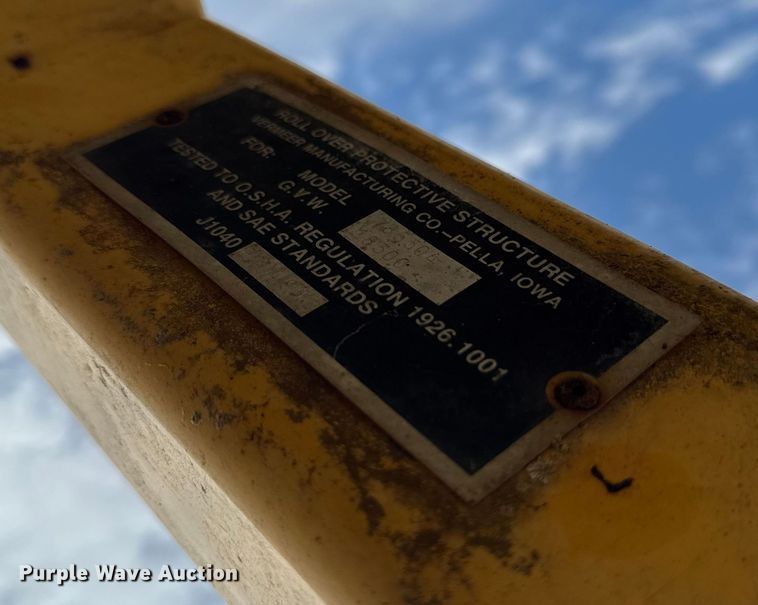 ROLL OVER PROTECTIVE STRUCTURE
VERMEER MANUFACTURING CO.–PELLA, IOWA
FOR: MODEL
G.V.W.
TESTED TO O.S.H.A. REGULATION 1926.1001
AND SAE STANDARDS
J1040
Purple Wave Auction